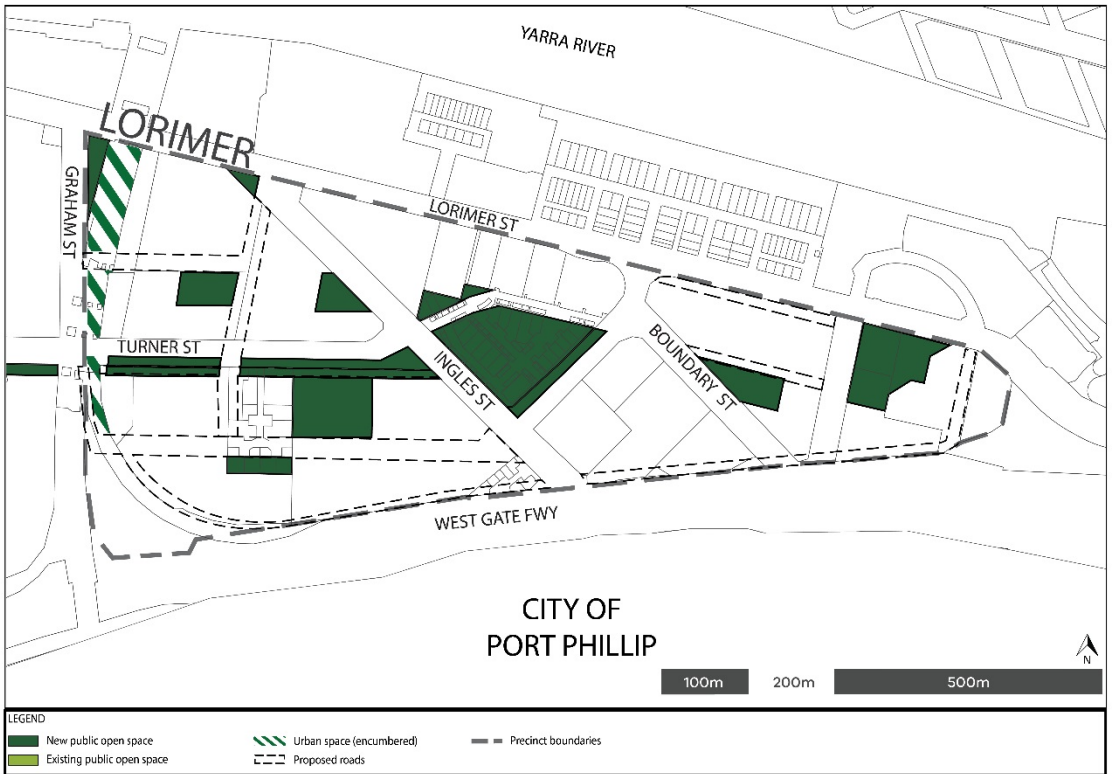 YARRA RIVER
LORIMER
GRAHAM ST
LORIMER ST
TURNER ST
INGLES ST
BOUNDARY ST
WEST GATE FWY
CITY OF
PORT PHILLIP
N
100m 200m 500m
LEGEND
New public open space
Urban space (encumbered)
Precinct boundaries
Existing public open space
Proposed roads